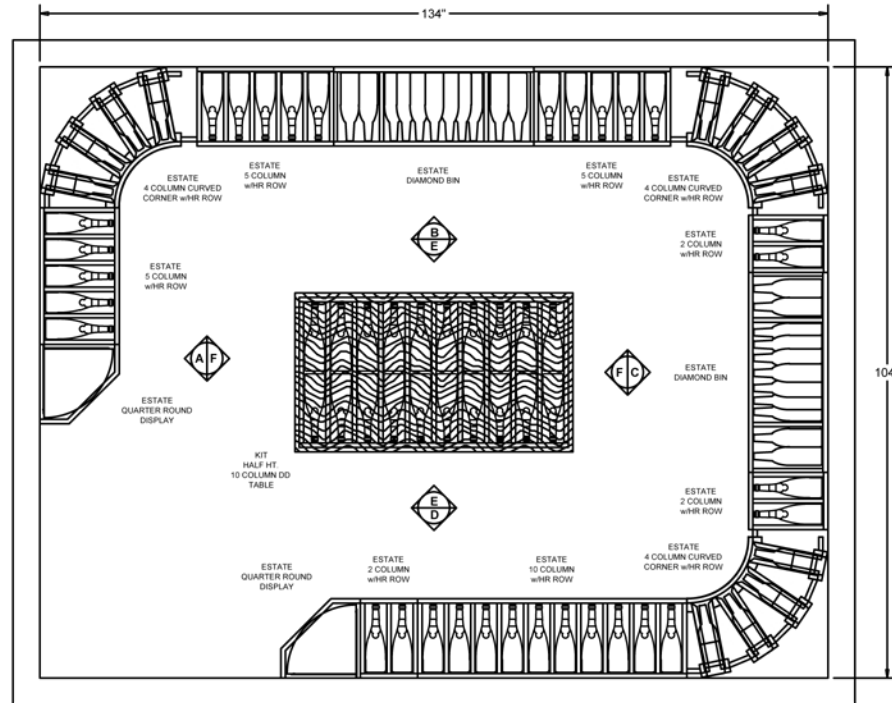 134"
ESTATE
4 COLUMN CURVED
CORNER w/HR ROW
ESTATE
5 COLUMN
w/HR ROW
ESTATE
DIAMOND BIN
ESTATE
5 COLUMN
w/HR ROW
ESTATE
4 COLUMN CURVED
CORNER w/HR ROW
B
E
ESTATE
2 COLUMN
w/HR ROW
ESTATE
5 COLUMN
w/HR ROW
A F
F C
ESTATE
DIAMOND BIN
104
ESTATE
QUARTER ROUND
DISPLAY
KIT
HALF HT.
10 COLUMN DD
TABLE
E
D
ESTATE
2 COLUMN
w/HR ROW
ESTATE
QUARTER ROUND
DISPLAY
ESTATE
2 COLUMN
w/HR ROW
ESTATE
10 COLUMN
w/HR ROW
ESTATE
4 COLUMN CURVED
CORNER w/HR ROW